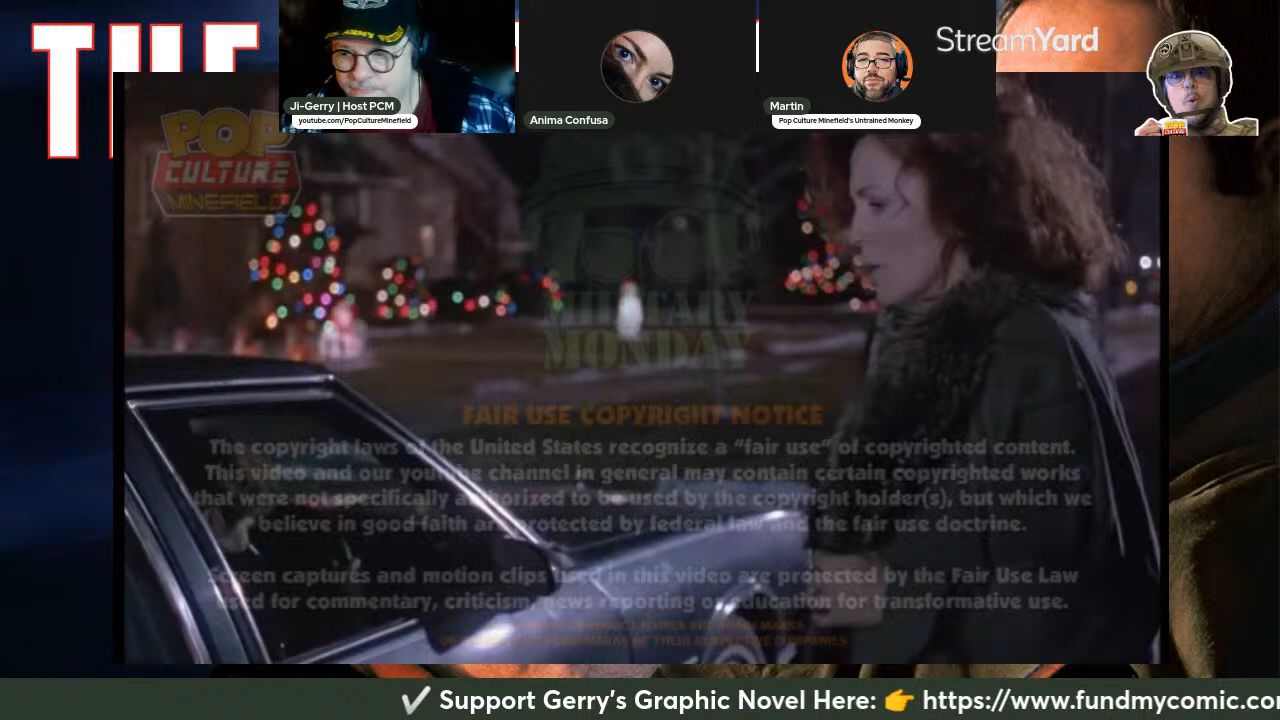 THE
StreamYard
Ji-Gerry | Host PCM
youtube.com/PopCultureMinefield
Anima Confusa
Martin
Pop Culture Minefield's Untrained Monkey
POP
CULTURE
MINEFIELD
MILITARY
MONDAY
FAIR USE COPYRIGHT NOTICE
The copyright laws of the United States recognize a “fair use” of copyrighted content.
This video and our youtube channel in general may contain certain copyrighted works
that were not specifically authorized to be used by the copyright holder(s), but which we
believe in good faith are protected by federal law and the fair use doctrine.
Screen captures and motion clips used in this video are protected by the Fair Use Law
used for commentary, criticism, news reporting or education for transformative use.
✔ Support Gerry's Graphic Novel Here: 👉 https://www.fundmycomic.co